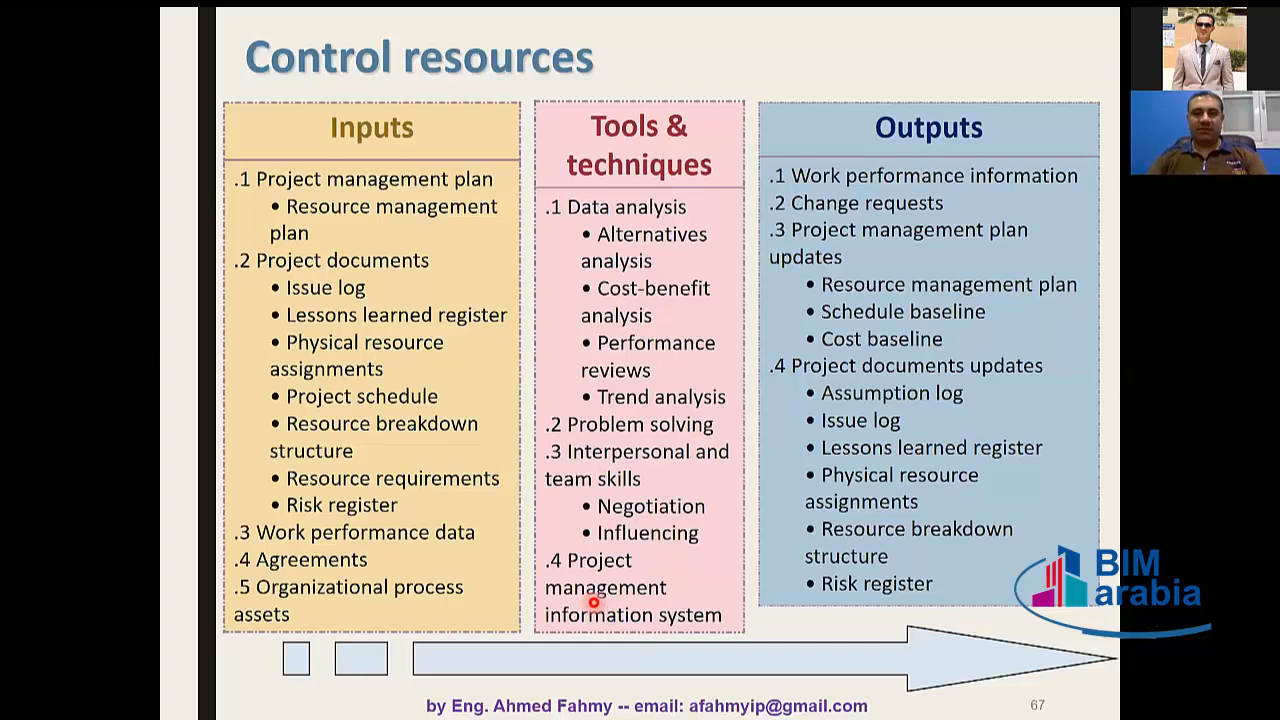 Control resources
Inputs
.1 Project management plan
• Resource management
plan
.2 Project documents
• Issue log
• Lessons learned register
• Physical resource
assignments
• Project schedule
• Resource breakdown
structure
• Resource requirements
• Risk register
.3 Work performance data
.4 Agreements
.5 Organizational process
assets
Tools &
techniques
.1 Data analysis
• Alternatives
analysis
• Cost-benefit
analysis
• Performance
reviews
• Trend analysis
.2 Problem solving
.3 Interpersonal and
team skills
• Negotiation
• Influencing
.4 Project
management
information system
Outputs
.1 Work performance information
.2 Change requests
.3 Project management plan
updates
• Resource management plan
• Schedule baseline
• Cost baseline
.4 Project documents updates
• Assumption log
• Issue log
• Lessons learned register
• Physical resource
assignments
• Resource breakdown
structure
• Risk register
BIM
arabia
by Eng. Ahmed Fahmy -- email: afahmyip@gmail.com
67